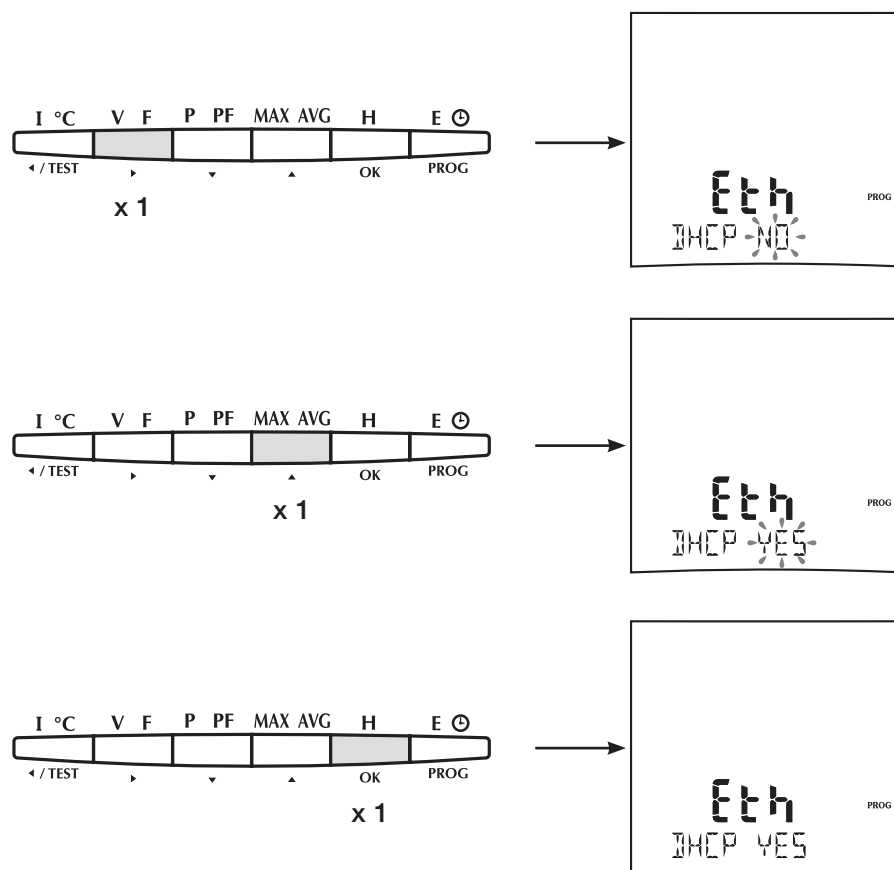 I °C V F P PF MAX AVG H E
◂ / TEST ▸ ▾ ▴ OK PROG
x 1
Eth
PROG
DHCP NO
I °C V F P PF MAX AVG H E
◂ / TEST ▸ ▾ ▴ OK PROG
x 1
Eth
PROG
DHCP YES
I °C V F P PF MAX AVG H E
◂ / TEST ▸ ▾ ▴ OK PROG
x 1
Eth
PROG
DHCP YES